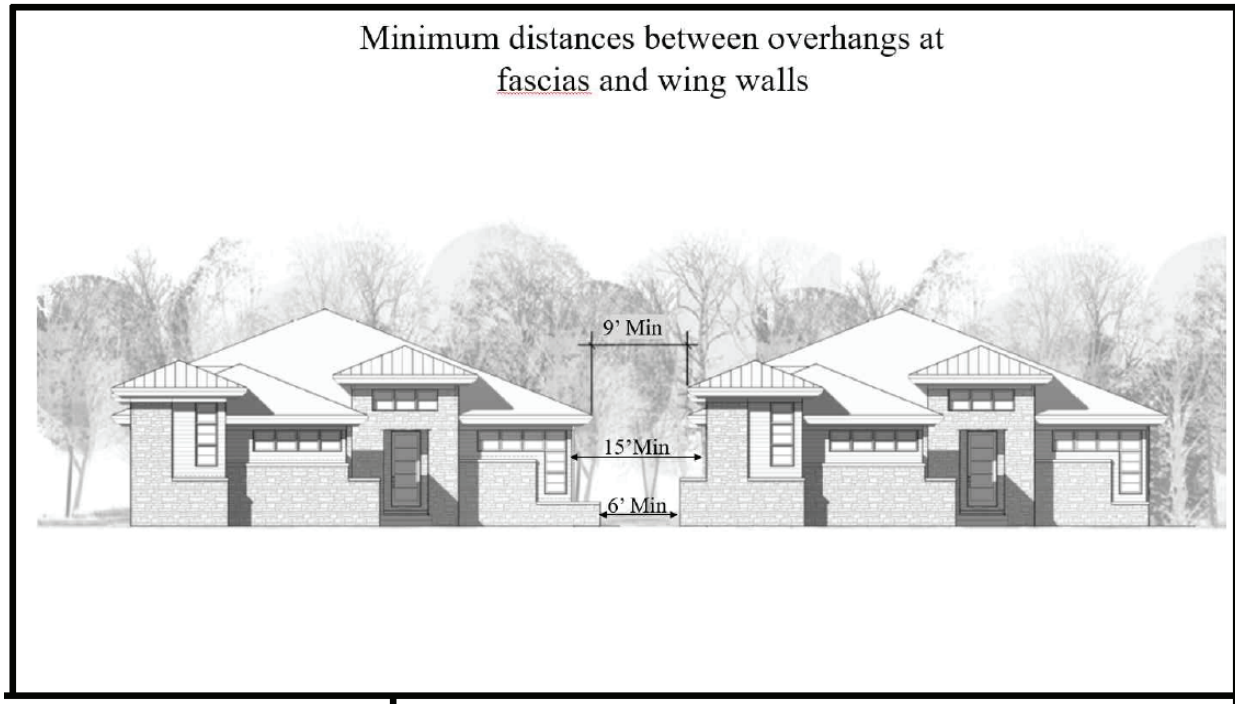 Minimum distances between overhangs at
fascias and wing walls
9’ Min
15’Min
6’ Min